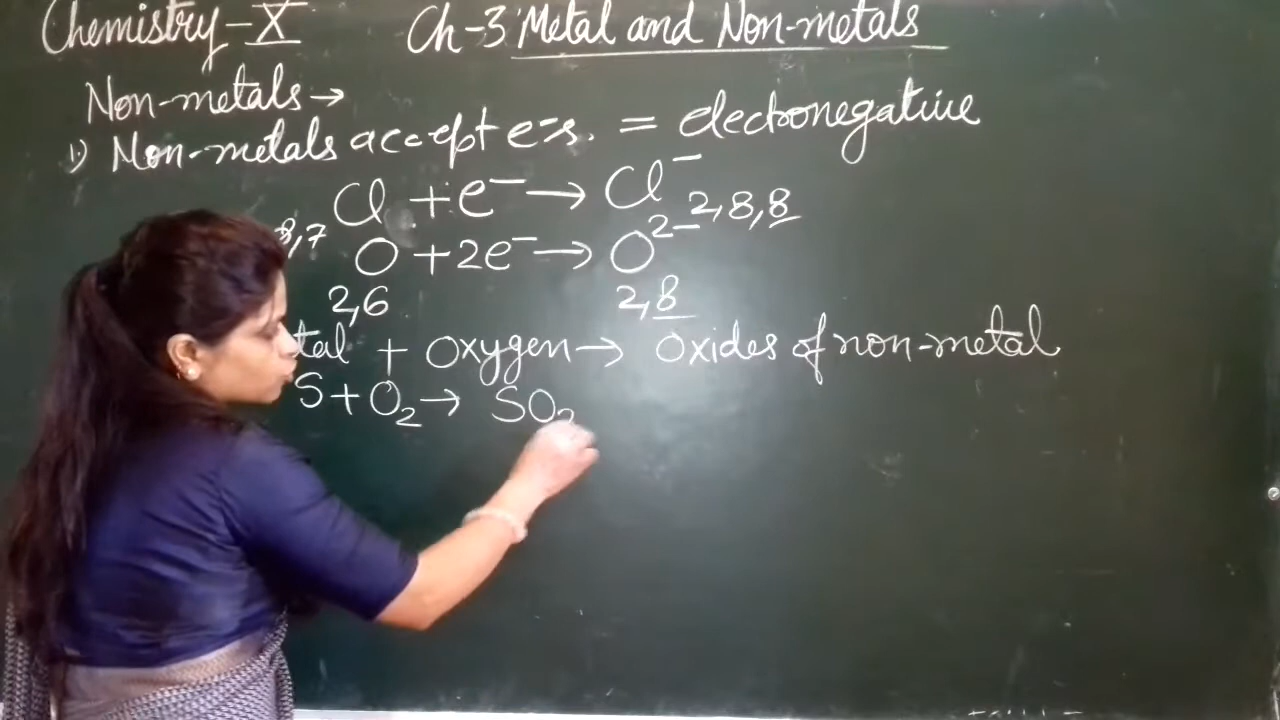 Chemistry-X Ch-3 Metal and Non-metals
Non-metals →
1.) Non-metals accept e⁻s. = electronegative
Cl + e⁻ → Cl⁻
8,7 2,8,8
O + 2e⁻ → O²⁻
2,6 2,8
tal + Oxygen → Oxides of non-metal
S + O₂ → SO₂